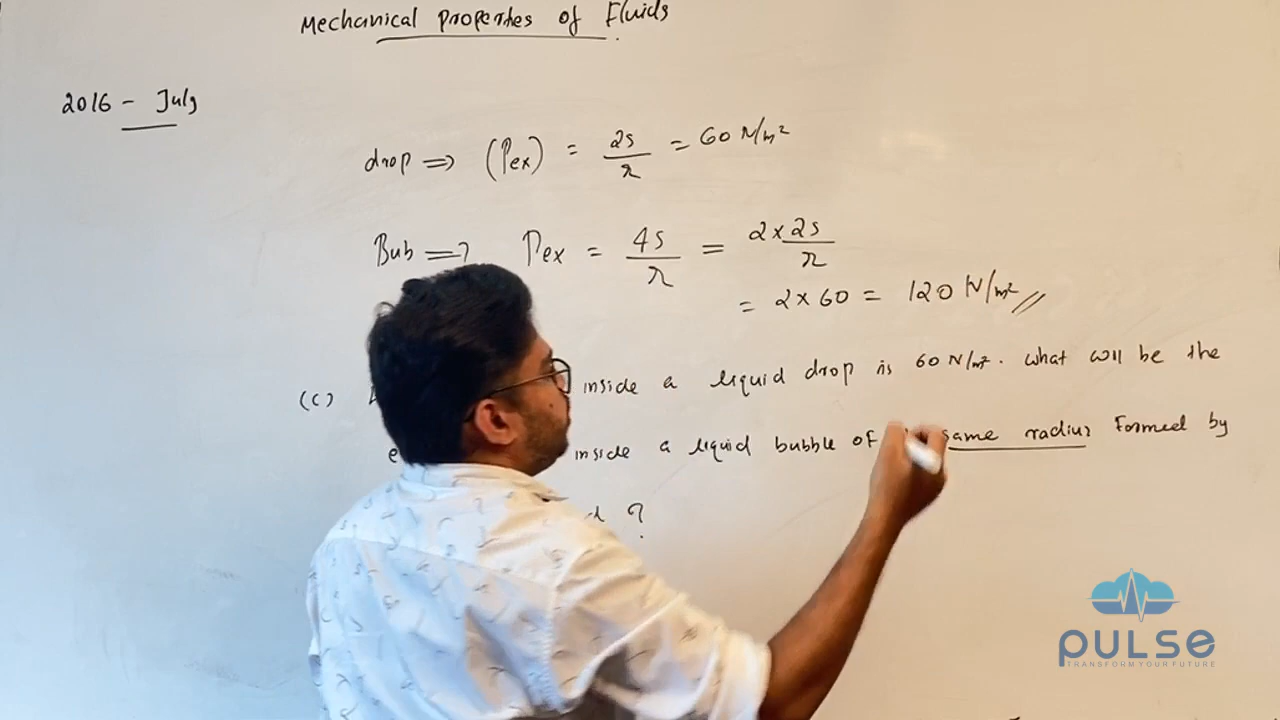 Mechanical Properties of Fluids
2016 - July
drop ⇒ (Pex) = 2s/r = 60 N/m²
Bub ⇒ Pex = 4s/r = 2×2s/r
= 2×60 = 120 N/m² //
(C) inside a liquid drop is 60 N/m². What will be the
inside a liquid bubble of same radius formed by
?
PULSE
TRANSFORM YOUR FUTURE